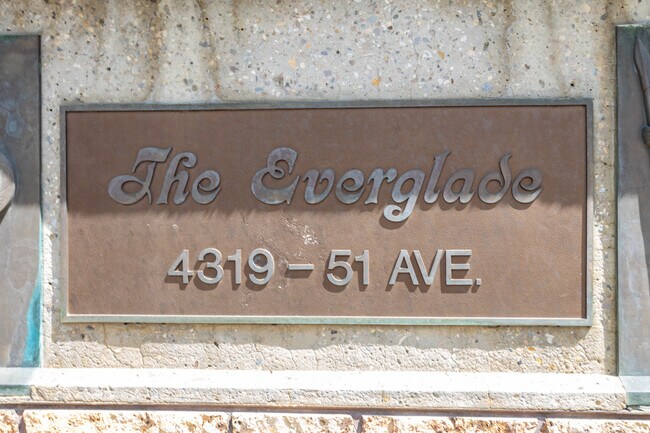 The Everglade
4319 – 51 AVE.